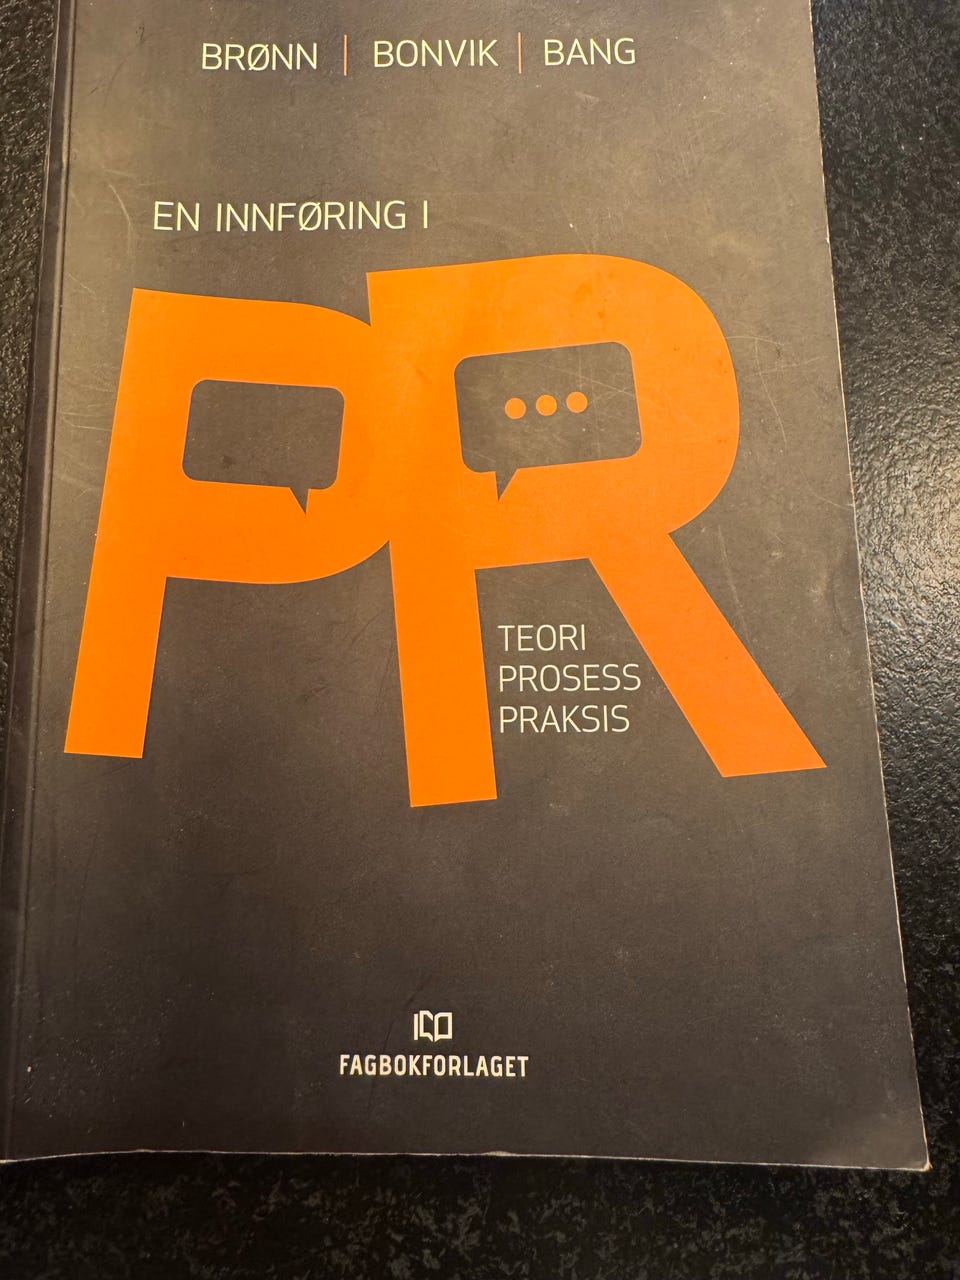 BRØNN | BONVIK | BANG
EN INNFØRING I
PR
TEORI
PROSESS
PRAKSIS
FAGBOKFORLAGET